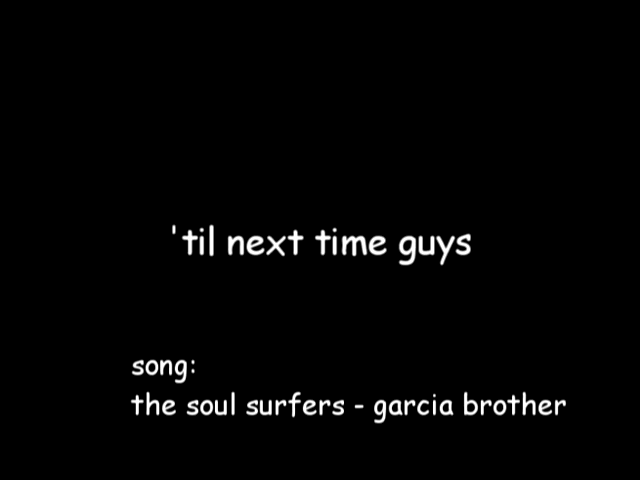 'til next time guys
song:
the soul surfers - garcia brother